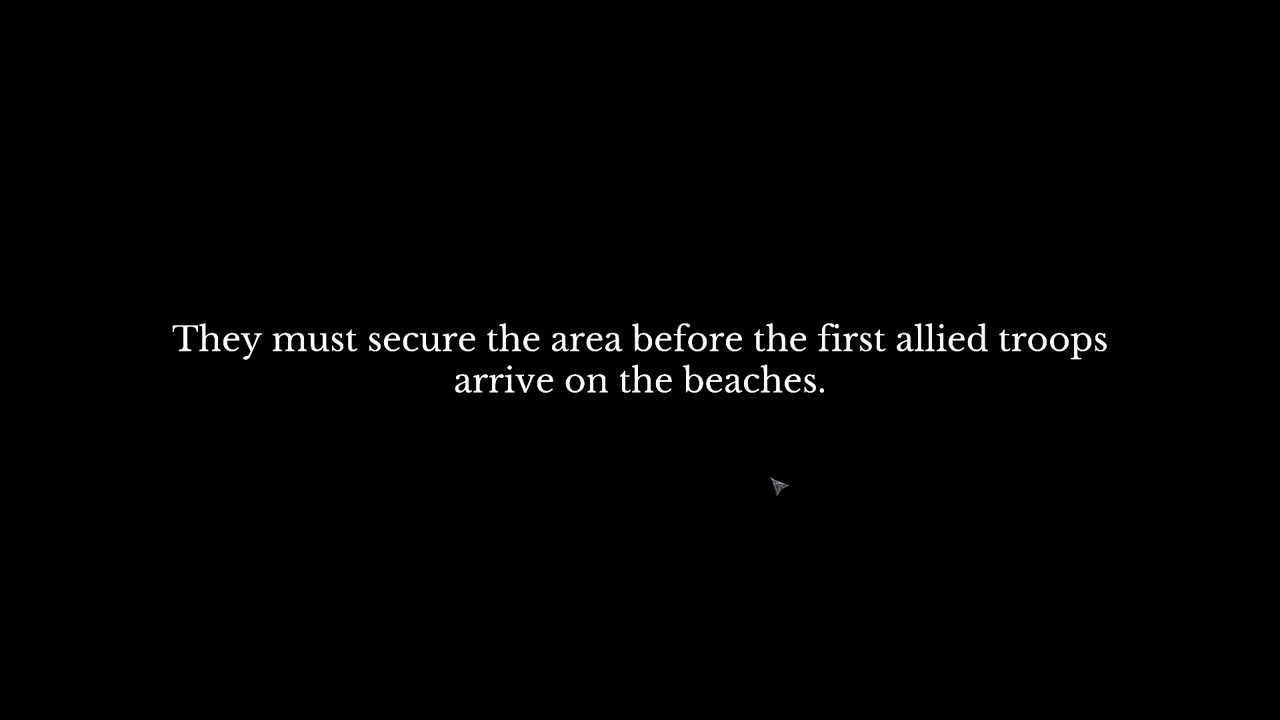 They must secure the area before the first allied troops
arrive on the beaches.